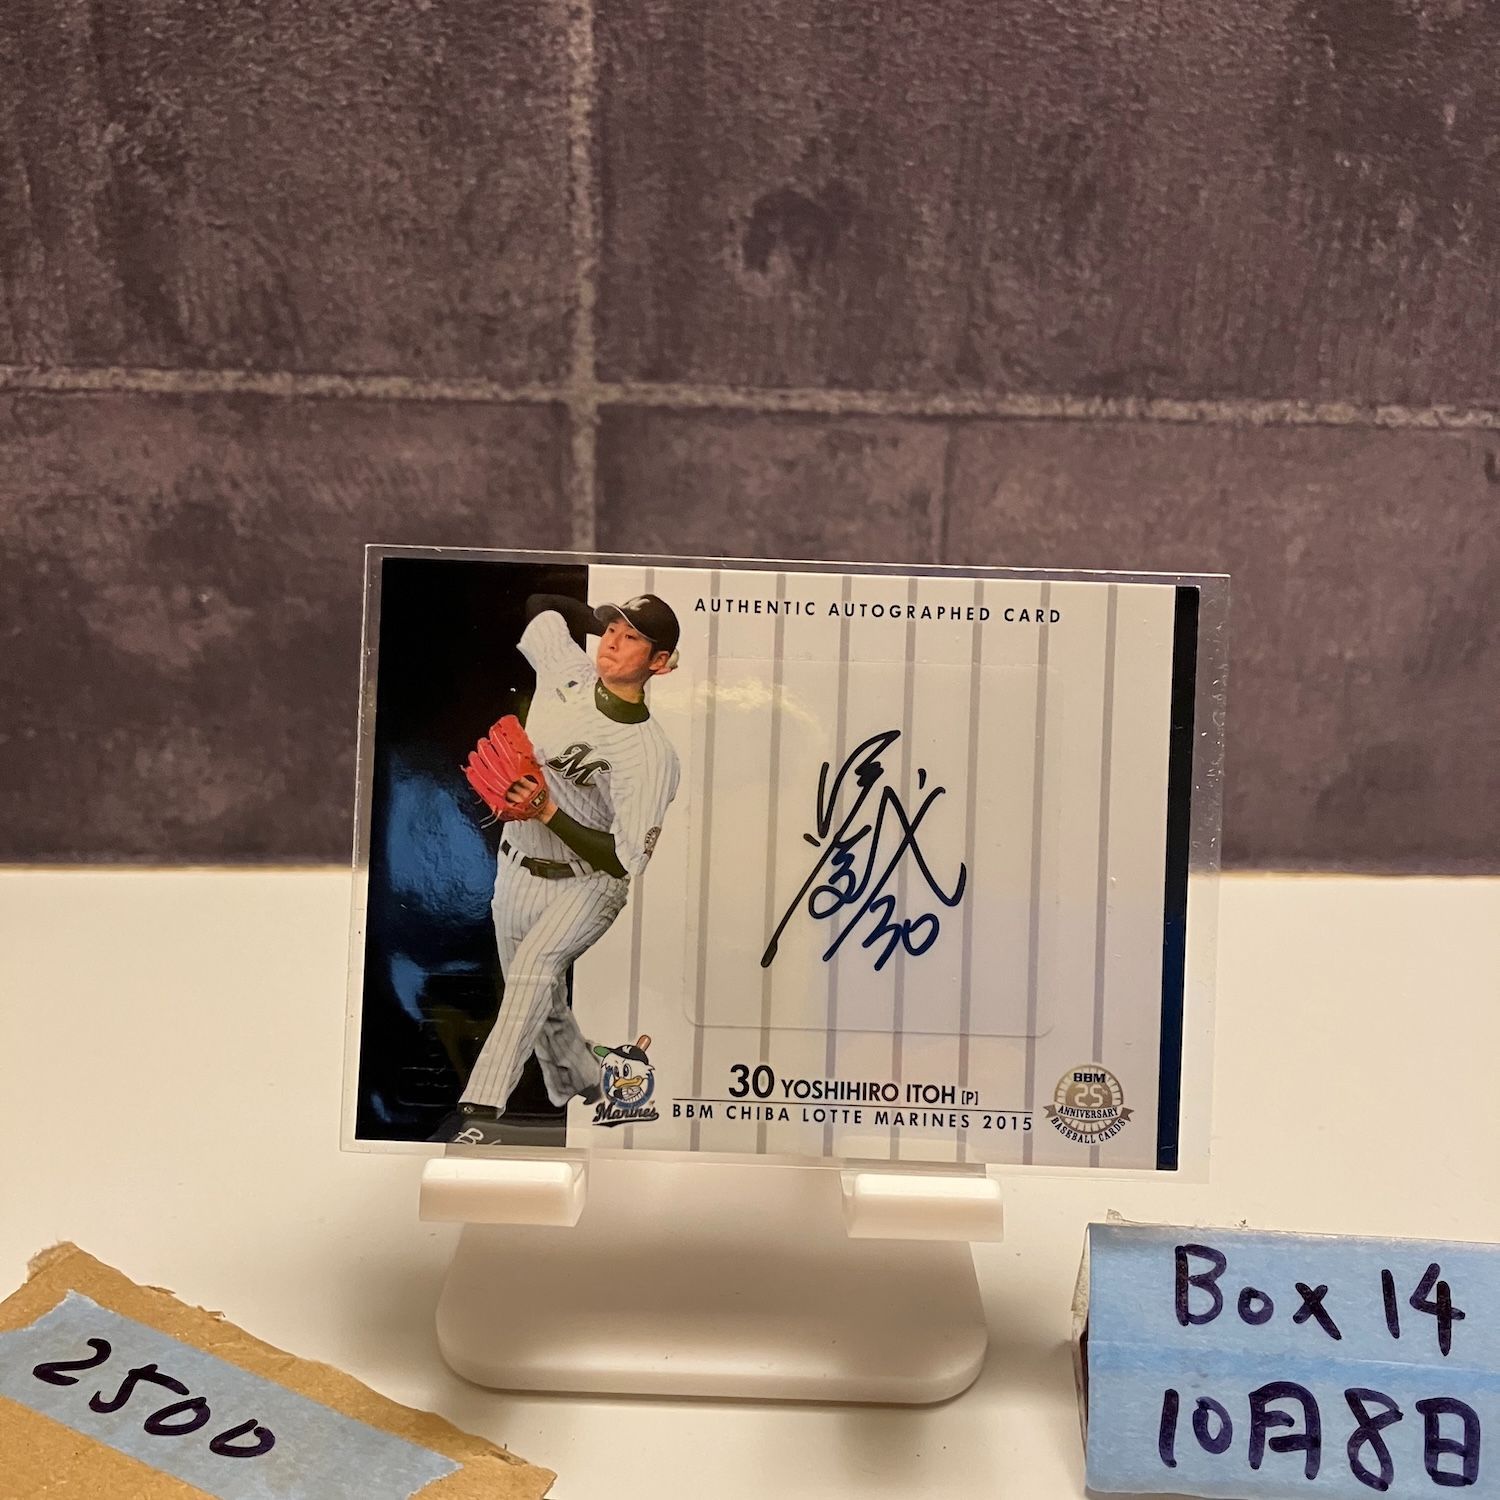 AUTHENTIC AUTOGRAPHED CARD
M
30
Marines
30 YOSHIHIRO ITOH [P]
BBM CHIBA LOTTE MARINES 2015
BBM
25
ANNIVERSARY
BASEBALL CARDS
2500
Box 14
10月8日